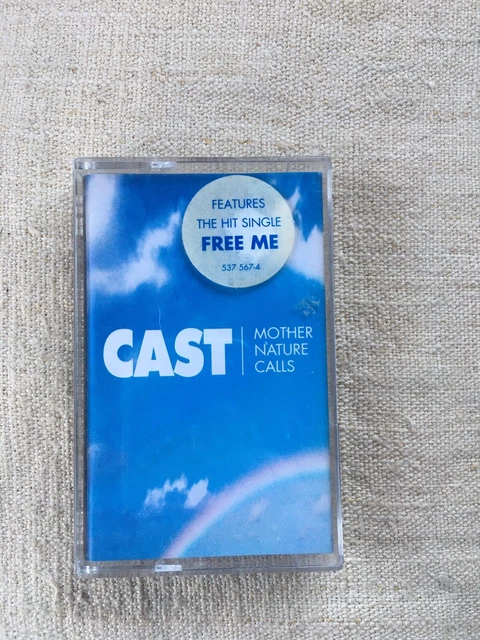 FEATURES
THE HIT SINGLE
FREE ME
537 567-4
CAST
MOTHER
NATURE
CALLS